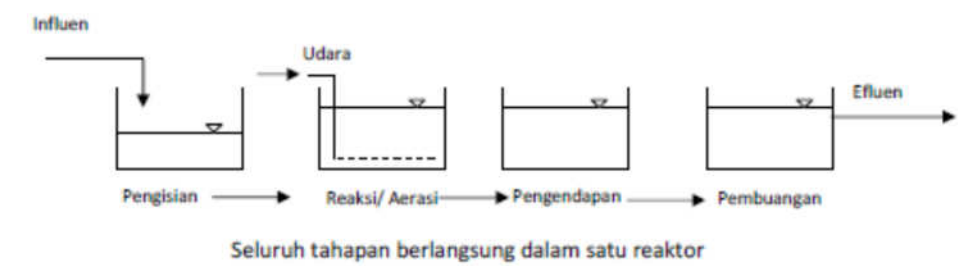 Influen
Udara
Efluen
Pengisian
Reaksi/ Aerasi
Pengendapan
Pembuangan
Seluruh tahapan berlangsung dalam satu reaktor